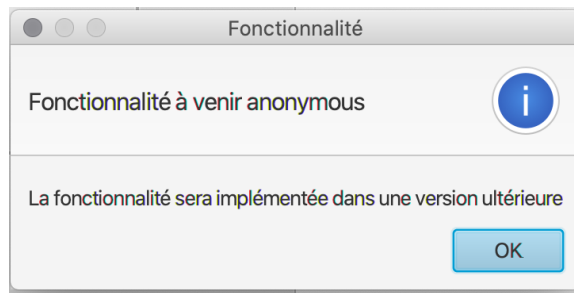 Fonctionnalité
Fonctionnalité à venir anonymous
La fonctionnalité sera implémentée dans une version ultérieure
OK